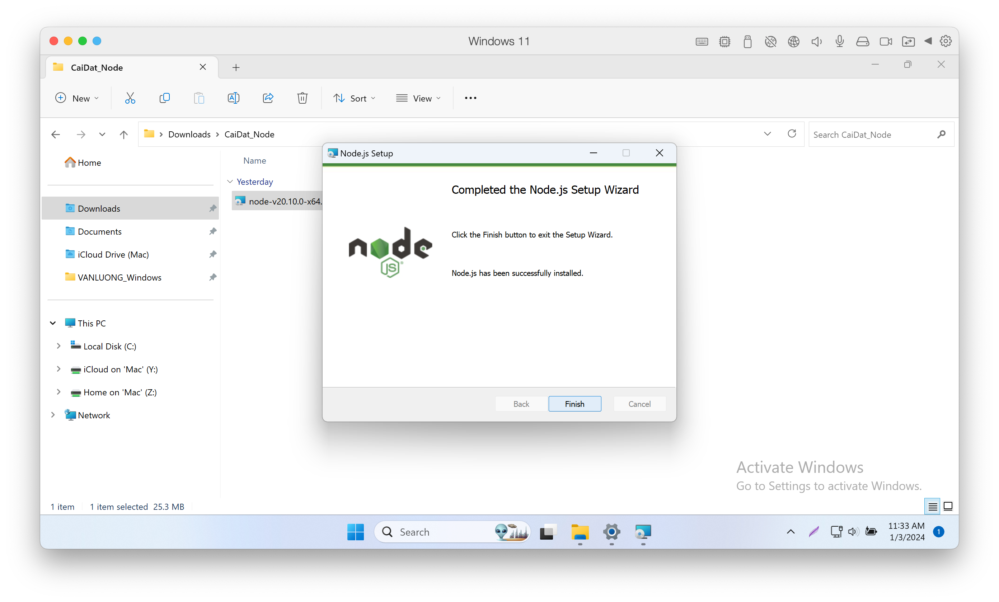 Windows 11
CaiDat_Node
New
Sort
View
Downloads
CaiDat_Node
Search CaiDat_Node
Home
Downloads
Documents
iCloud Drive (Mac)
VANLUONG_Windows
This PC
Local Disk (C:)
iCloud on 'Mac' (Y:)
Home on 'Mac' (Z:)
Network
Name
Yesterday
node-v20.10.0-x64.
Node.js Setup
Completed the Node.js Setup Wizard
node
JS®
Click the Finish button to exit the Setup Wizard.
Node.js has been successfully installed.
Back
Finish
Cancel
Activate Windows
Go to Settings to activate Windows.
1 item
1 item selected 25.3 MB
Search
11:33 AM
1/3/2024
1